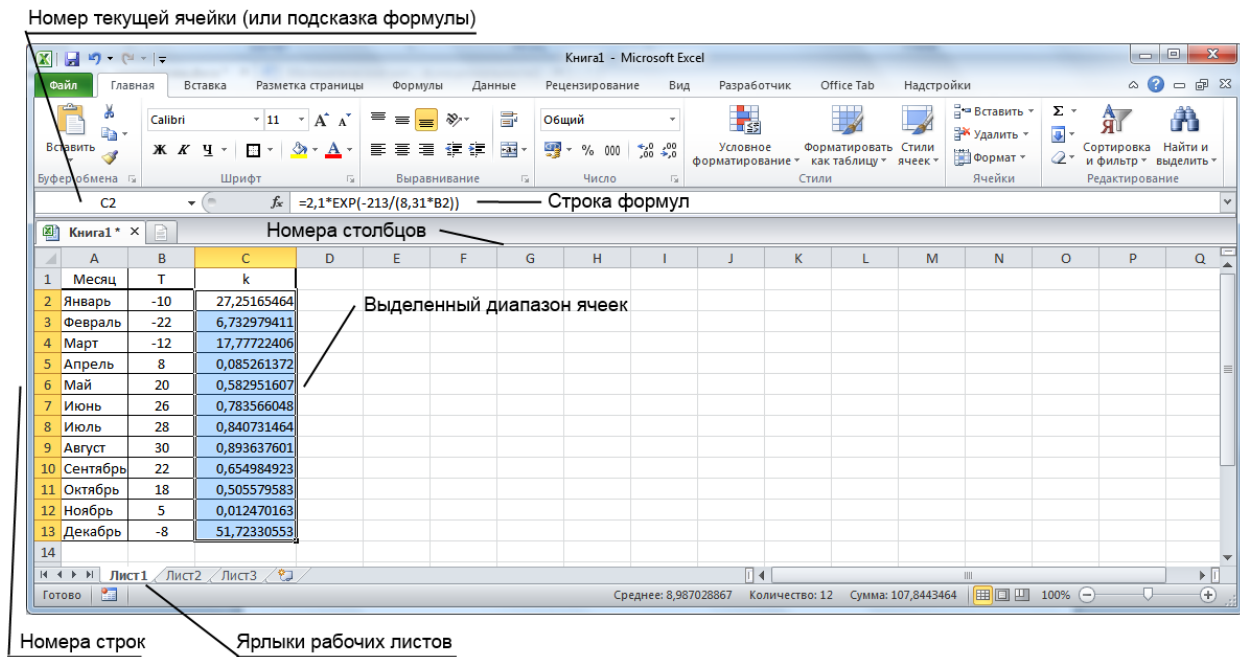 Номер текущей ячейки (или подсказка формулы)
Книга1 - Microsoft Excel
Файл Главная Вставка Разметка страницы Формулы Данные Рецензирование Вид Разработчик Office Tab Надстройки
Calibri 11 Общий Вставить Σ
Вставить Удалить
Ж К Ч % 000 Условное форматирование Форматировать как таблицу Стили ячеек Формат Сортировка и фильтр Найти и выделить
Буфер обмена Шрифт Выравнивание Число Стили Ячейки Редактирование
C2 fx =2,1*EXP(-213/(8,31*B2)) Строка формул
Книга1 * Номера столбцов
A B C D E F G H I J K L M N O P Q
1 Месяц T k
2 Январь -10 27,25165464 Выделенный диапазон ячеек
3 Февраль -22 6,732979411
4 Март -12 17,77722406
5 Апрель 8 0,085261372
6 Май 20 0,582951607
7 Июнь 26 0,783566048
8 Июль 28 0,840731464
9 Август 30 0,893637601
10 Сентябрь 22 0,654984923
11 Октябрь 18 0,505579583
12 Ноябрь 5 0,012470163
13 Декабрь -8 51,72330553
14
Лист1 Лист2 Лист3
Готово Среднее: 8,987028867 Количество: 12 Сумма: 107,8443464 100%
Номера строк Ярлыки рабочих листов